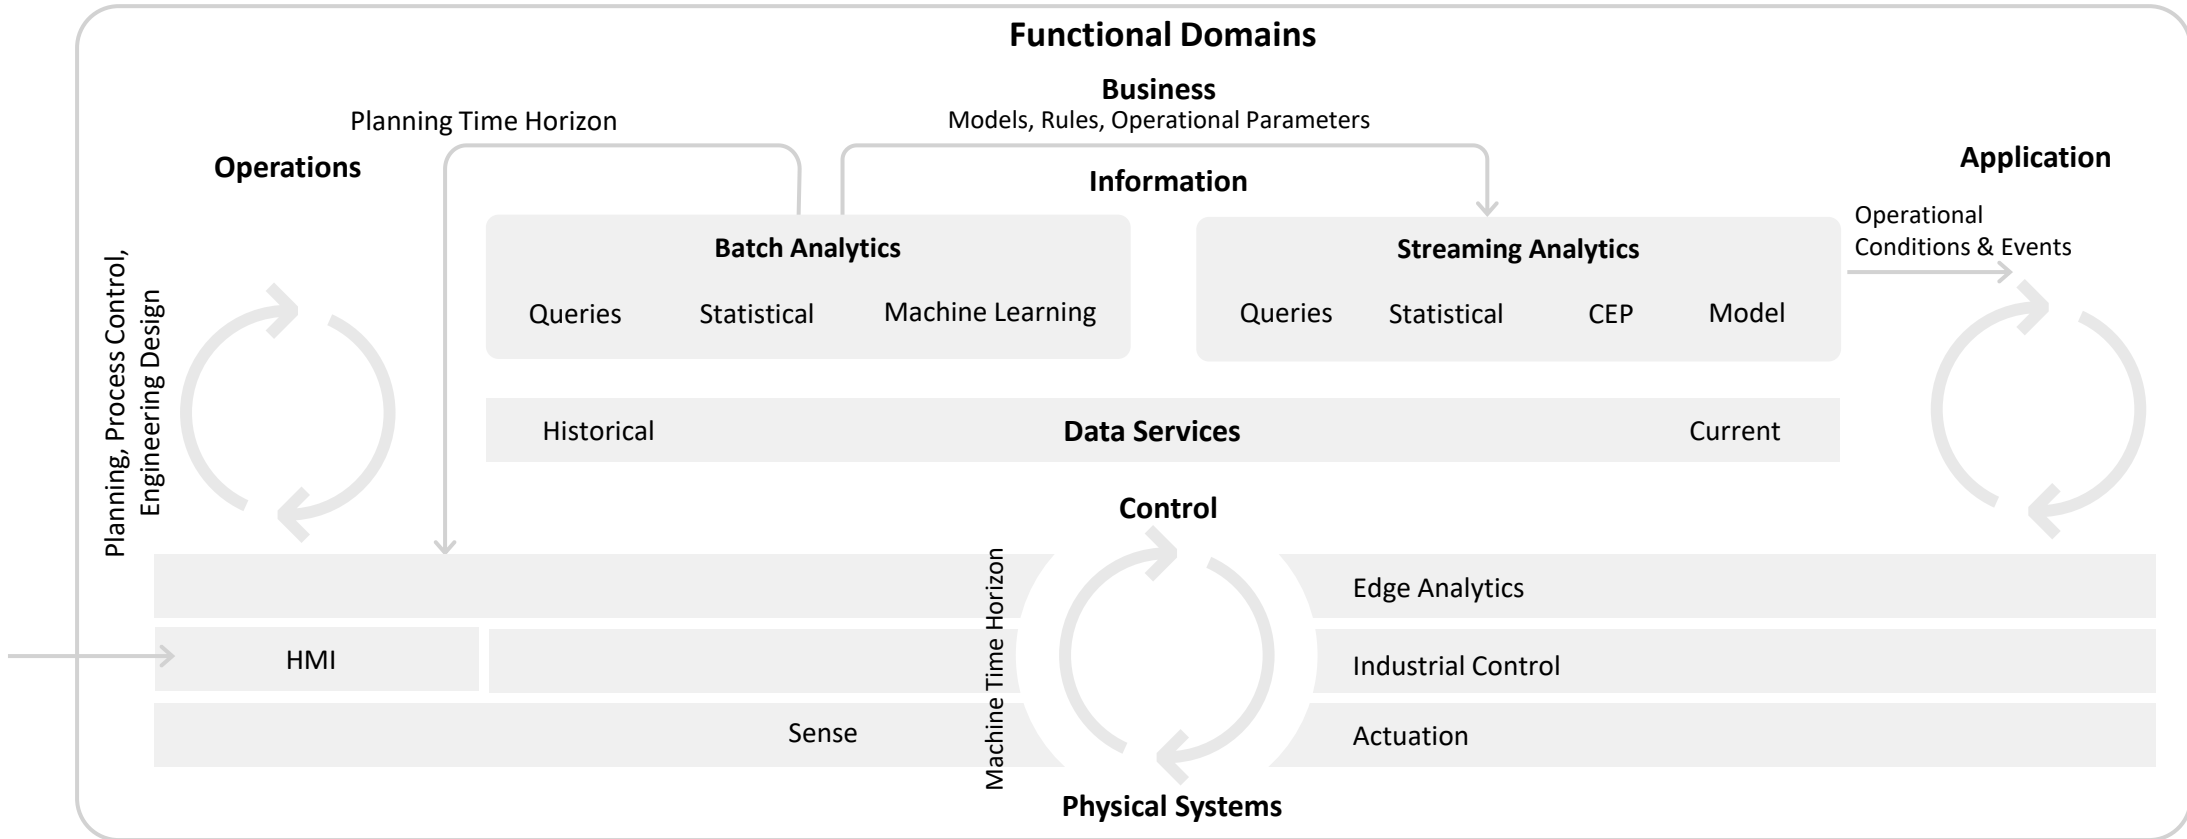 Functional Domains
Business
Planning Time Horizon
Models, Rules, Operational Parameters
Operations
Information
Application
Operational
Conditions & Events
Batch Analytics
Queries
Statistical
Machine Learning
Streaming Analytics
Queries
Statistical
CEP
Model
Planning, Process Control,
Engineering Design
Historical
Data Services
Current
Control
Machine Time Horizon
Edge Analytics
HMI
Industrial Control
Sense
Actuation
Physical Systems